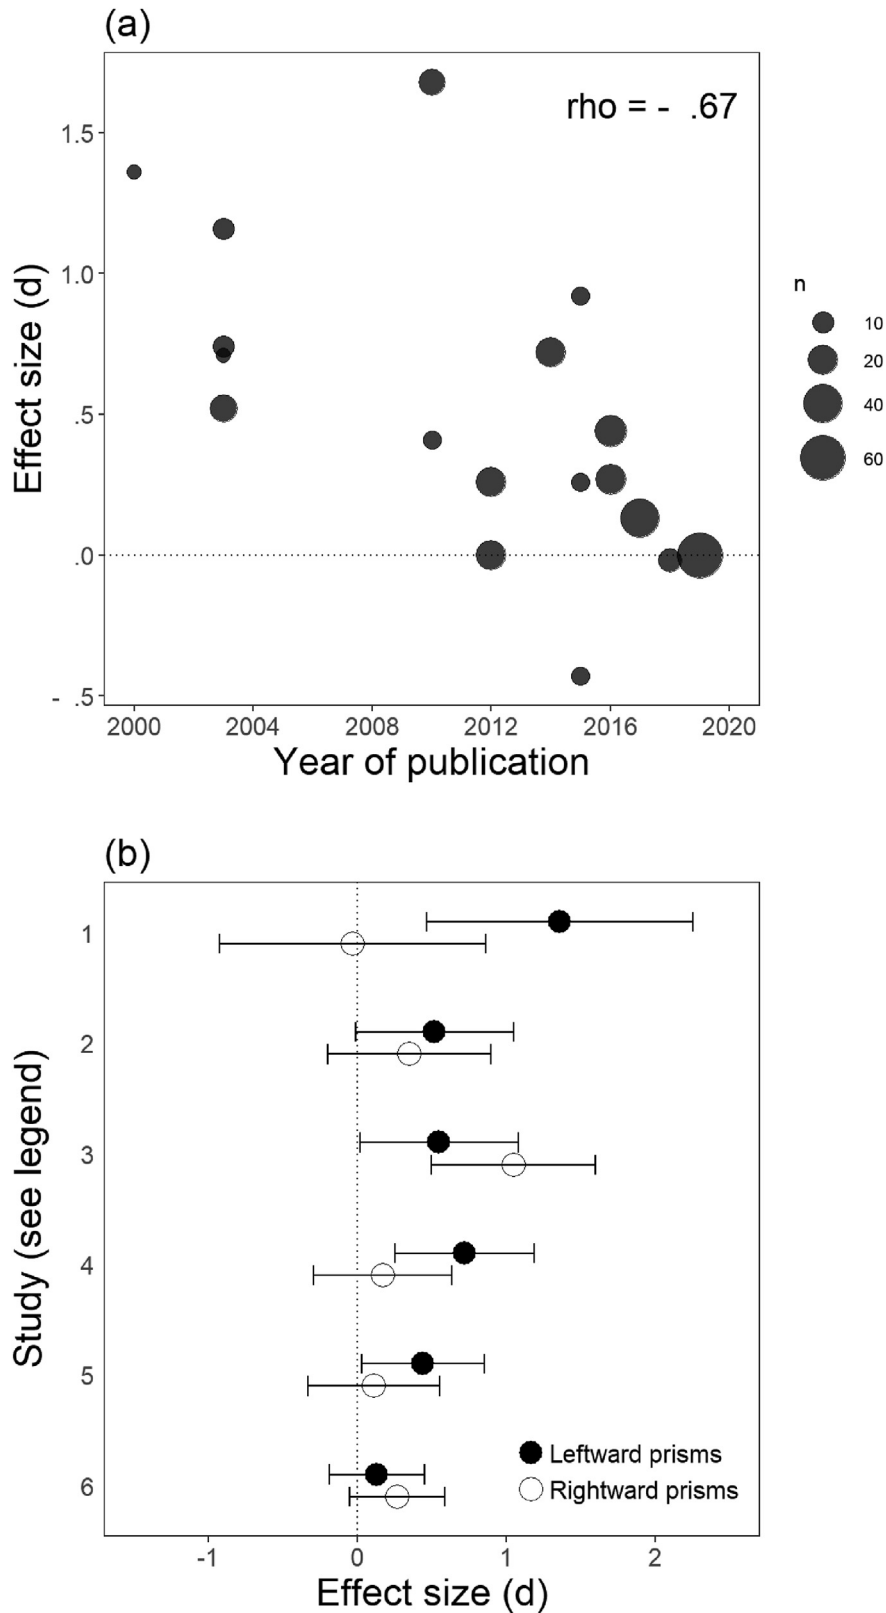 (a)
rho = - .67
1.5
1.0
.5
.0
- .5
Effect size (d)
2000 2004 2008 2012 2016 2020
Year of publication
n
10
20
40
60
(b)
1
2
3
4
5
6
Study (see legend)
Leftward prisms
Rightward prisms
-1 0 1 2
Effect size (d)